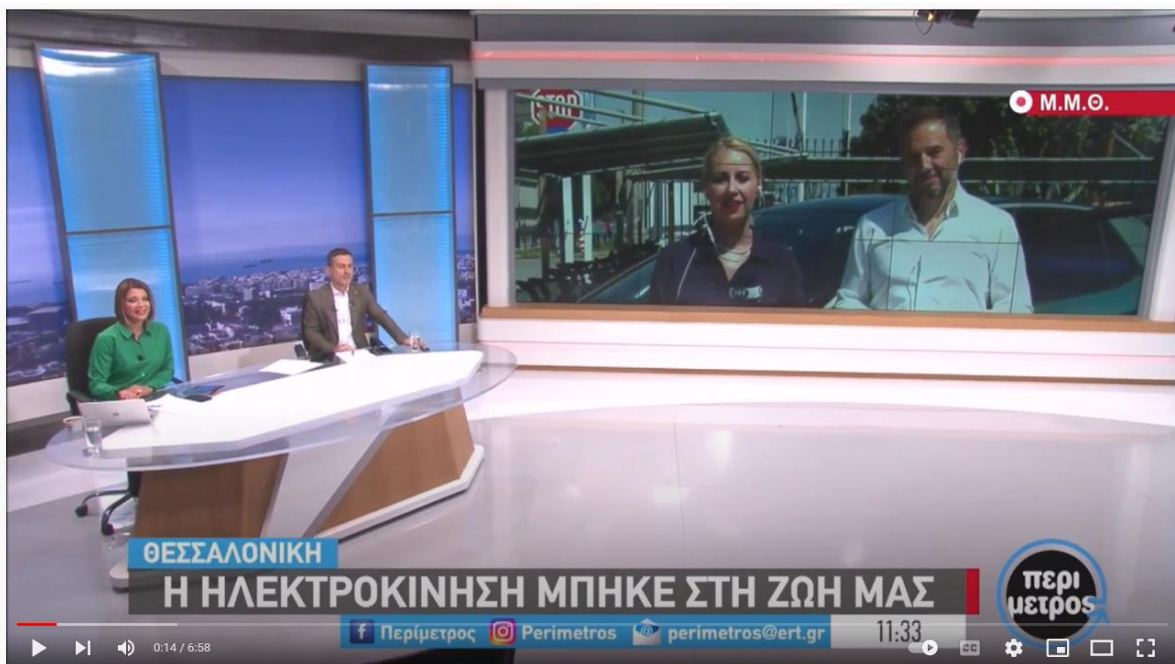 STOP
Μ.Μ.Θ.
ΘΕΣΣΑΛΟΝΙΚΗ
Η ΗΛΕΚΤΡΟΚΙΝΗΣΗ ΜΠΗΚΕ ΣΤΗ ΖΩΗ ΜΑΣ
περι
μετρος
Περίμετρος Perimetros perimetros@ert.gr 11:33
0:14 / 6:58 CC